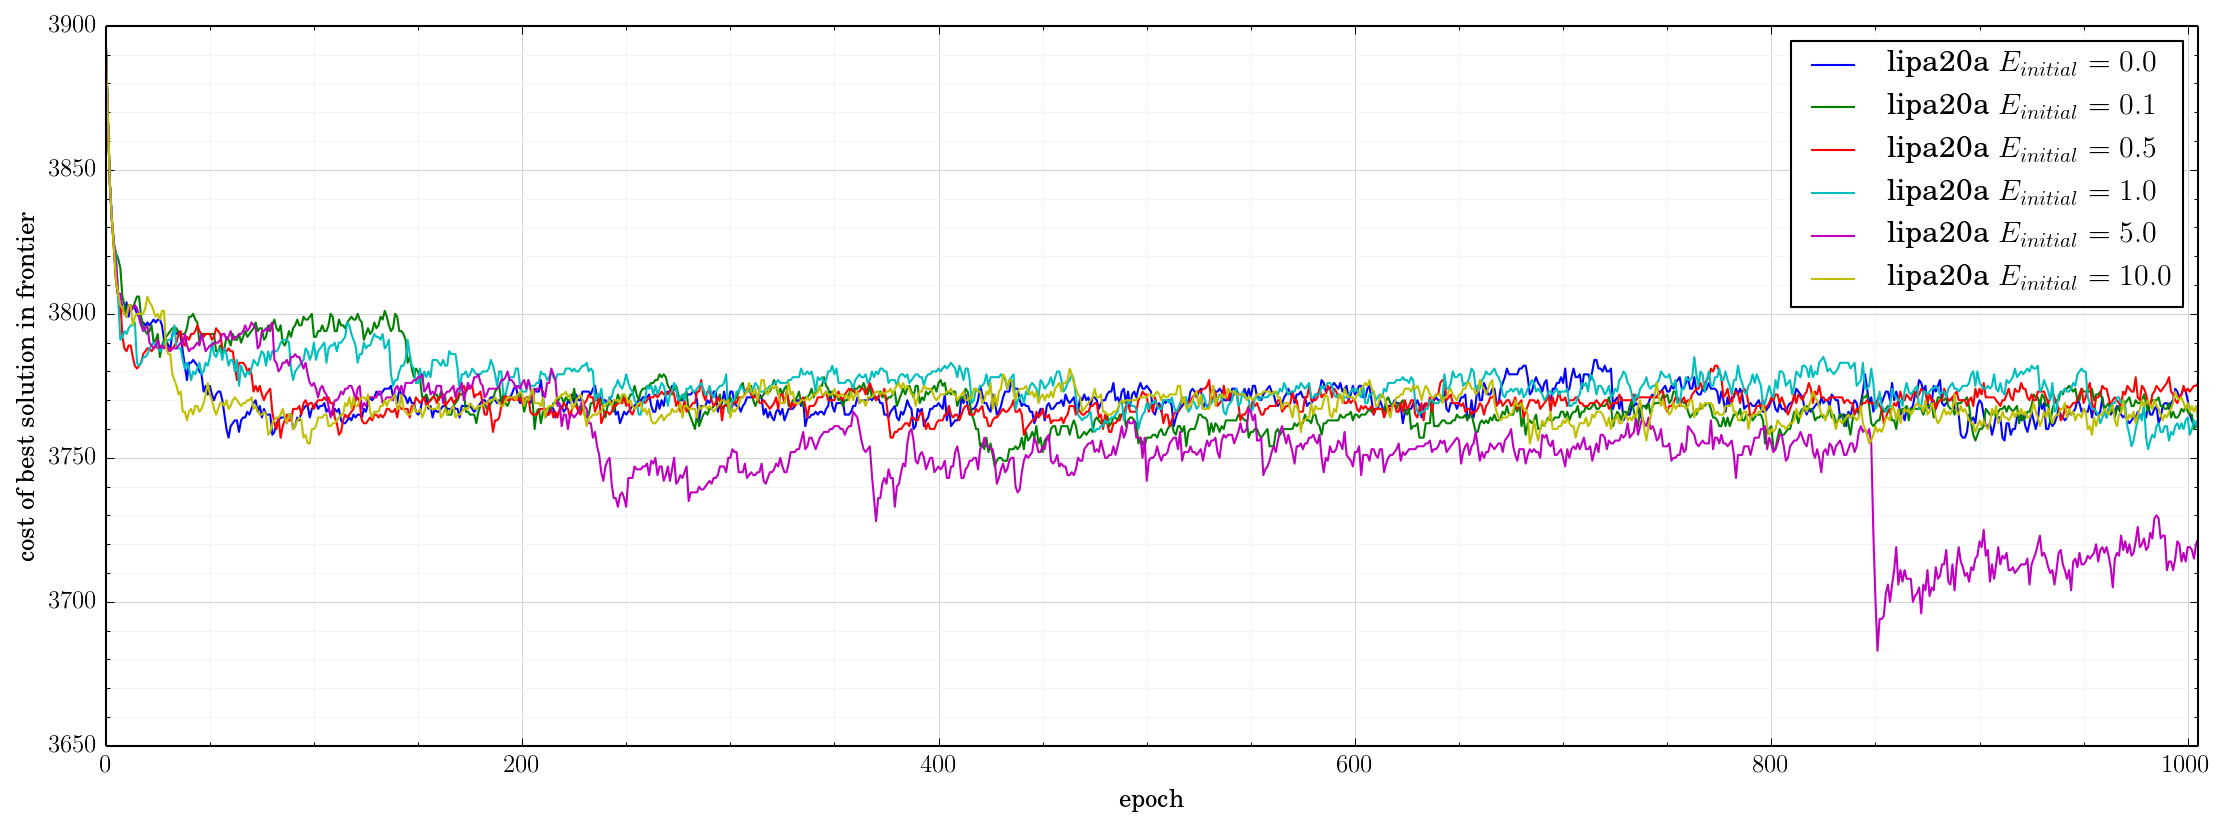 3900
3850
3800
3750
3700
3650
cost of best solution in frontier
0 200 400 600 800 1000
epoch
lipa20a E_initial = 0.0
lipa20a E_initial = 0.1
lipa20a E_initial = 0.5
lipa20a E_initial = 1.0
lipa20a E_initial = 5.0
lipa20a E_initial = 10.0